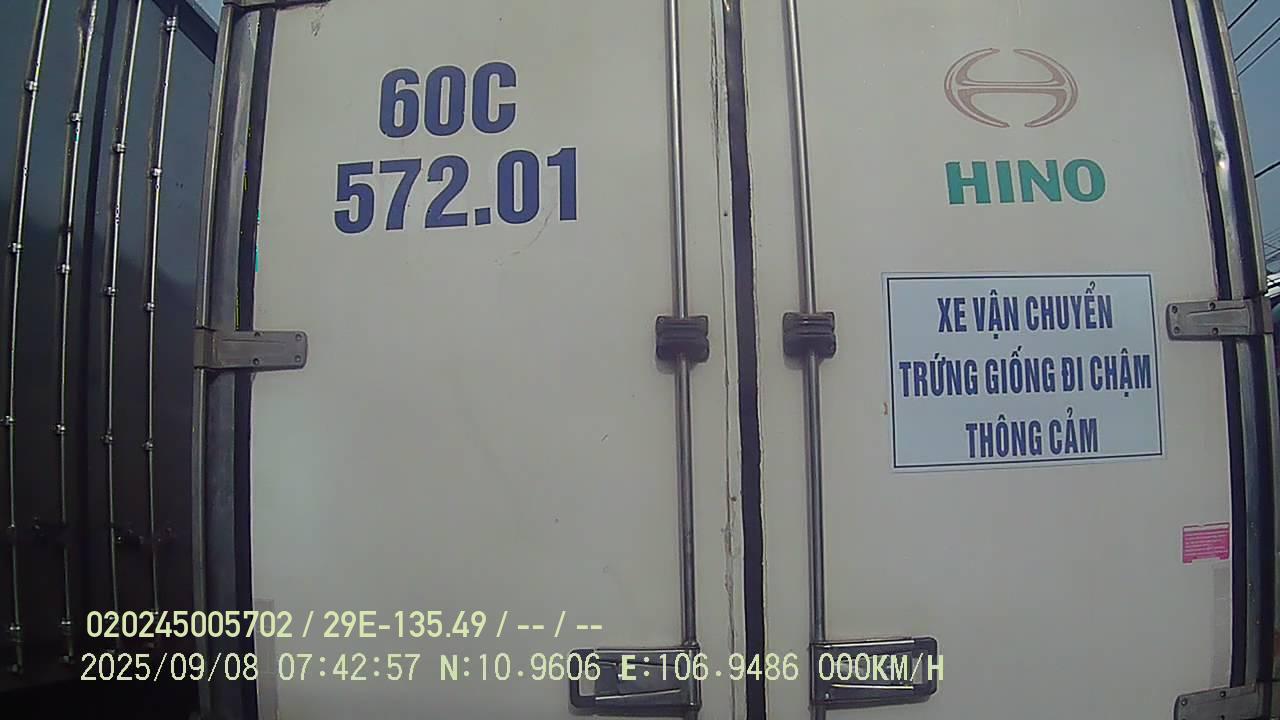 60C
572.01
HINO
XE VẬN CHUYỂN
TRỨNG GIỐNG ĐI CHẬM
THÔNG CẢM
020245005702 / 29E-135.49 / -- / --
2025/09/08 07:42:57 N:10.9606 E:106.9486 000KM/H